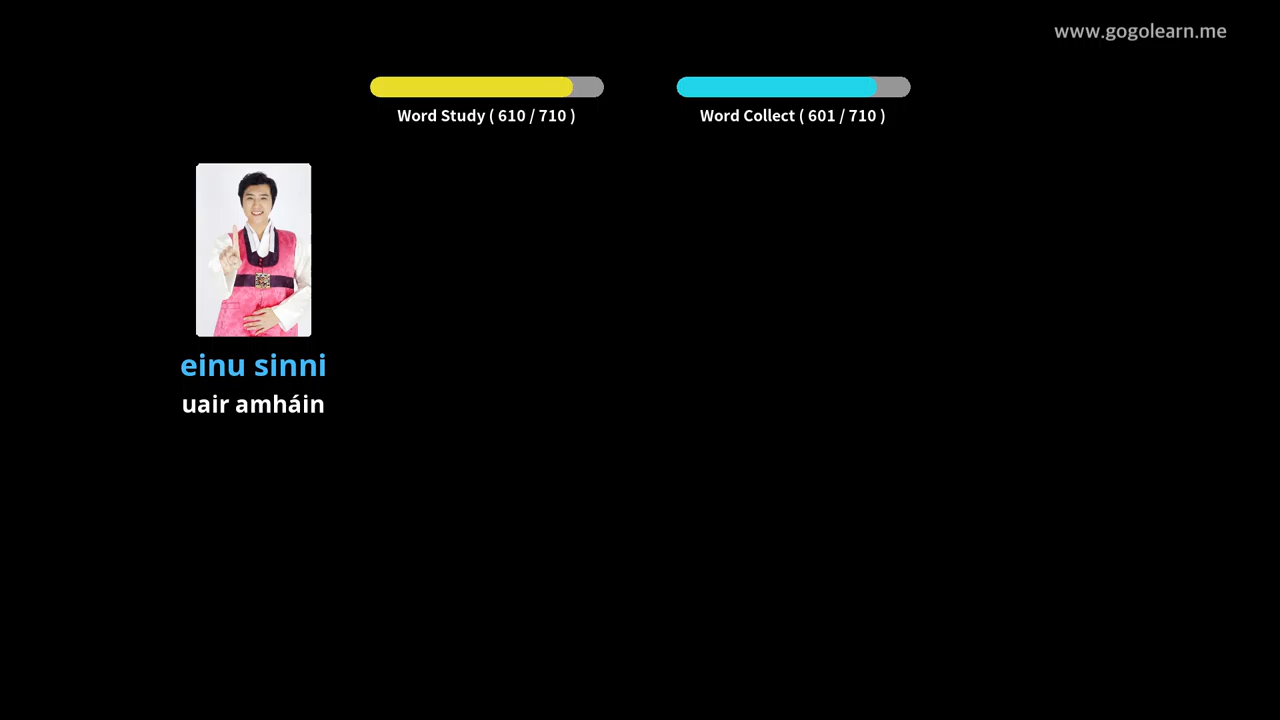 www.gogolearn.me
Word Study ( 610 / 710 )
Word Collect ( 601 / 710 )
einu sinni
uair amháin